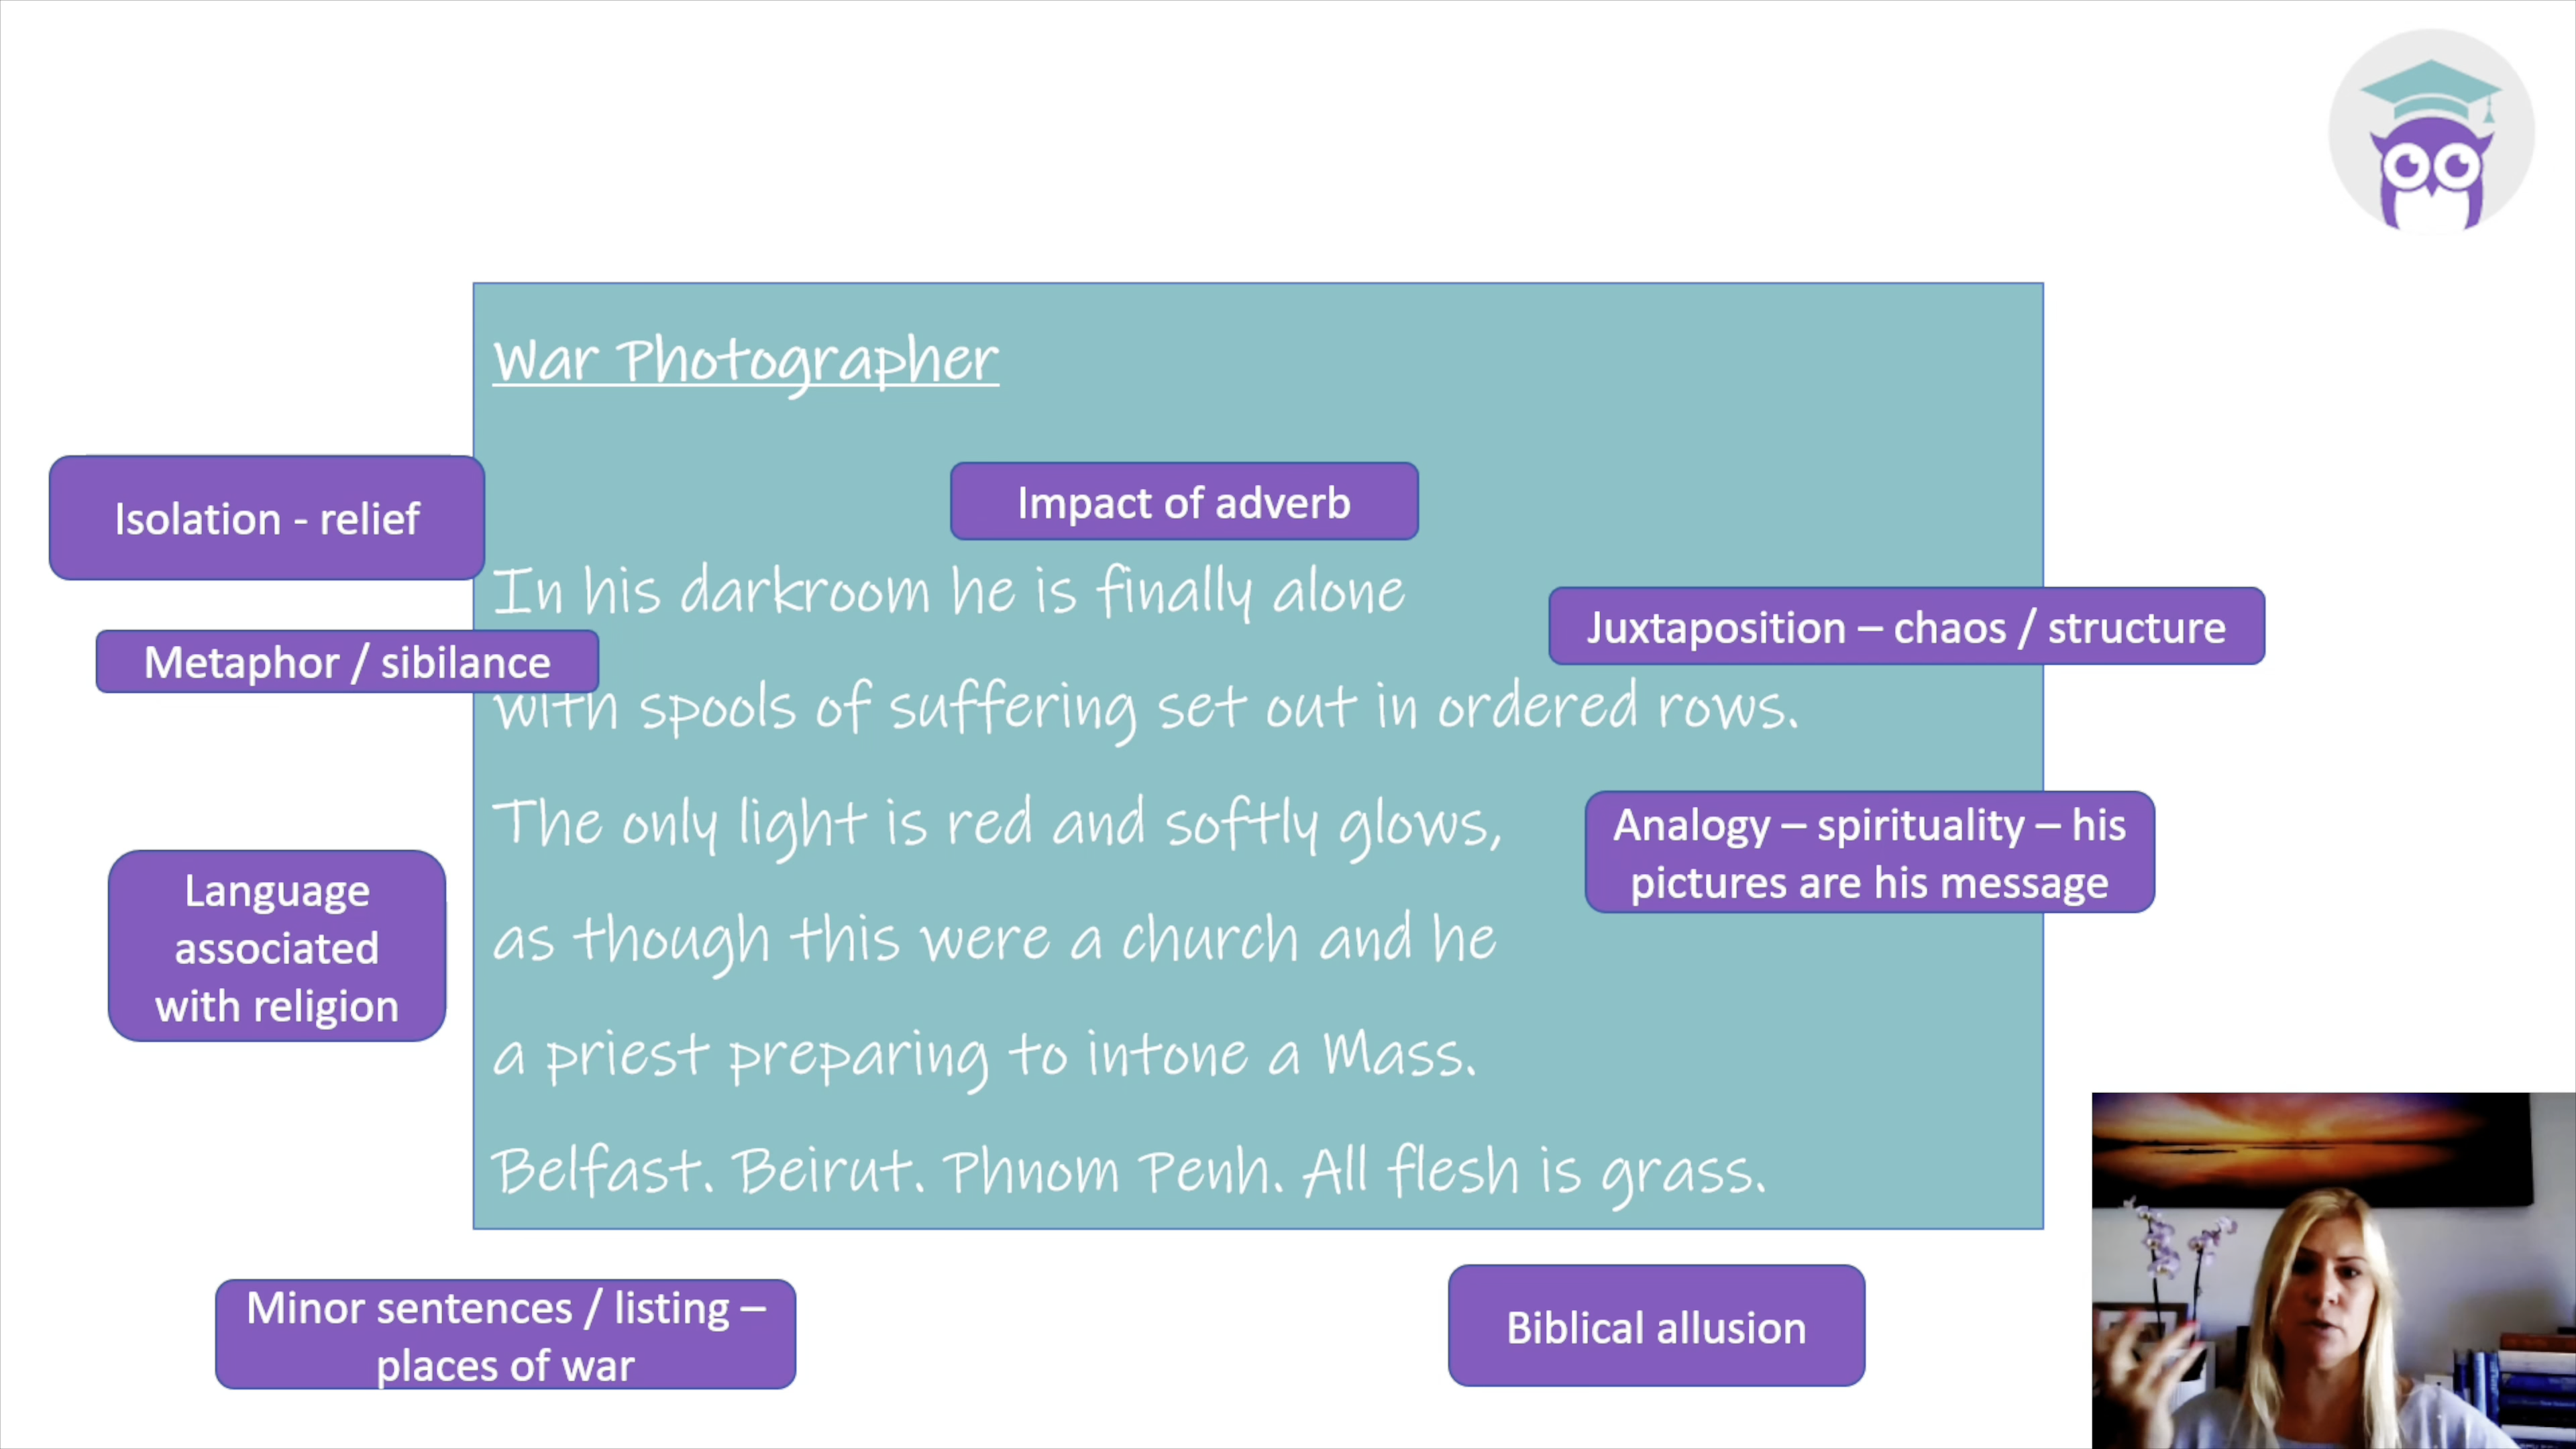 War Photographer
Isolation - relief
Impact of adverb
In his darkroom he is finally alone
Juxtaposition – chaos / structure
Metaphor / sibilance
with spools of suffering set out in ordered rows.
The only light is red and softly glows,
Analogy – spirituality – his
pictures are his message
Language
associated
with religion
as though this were a church and he
a priest preparing to intone a Mass.
Belfast. Beirut. Phnom Penh. All flesh is grass.
Minor sentences / listing –
places of war
Biblical allusion